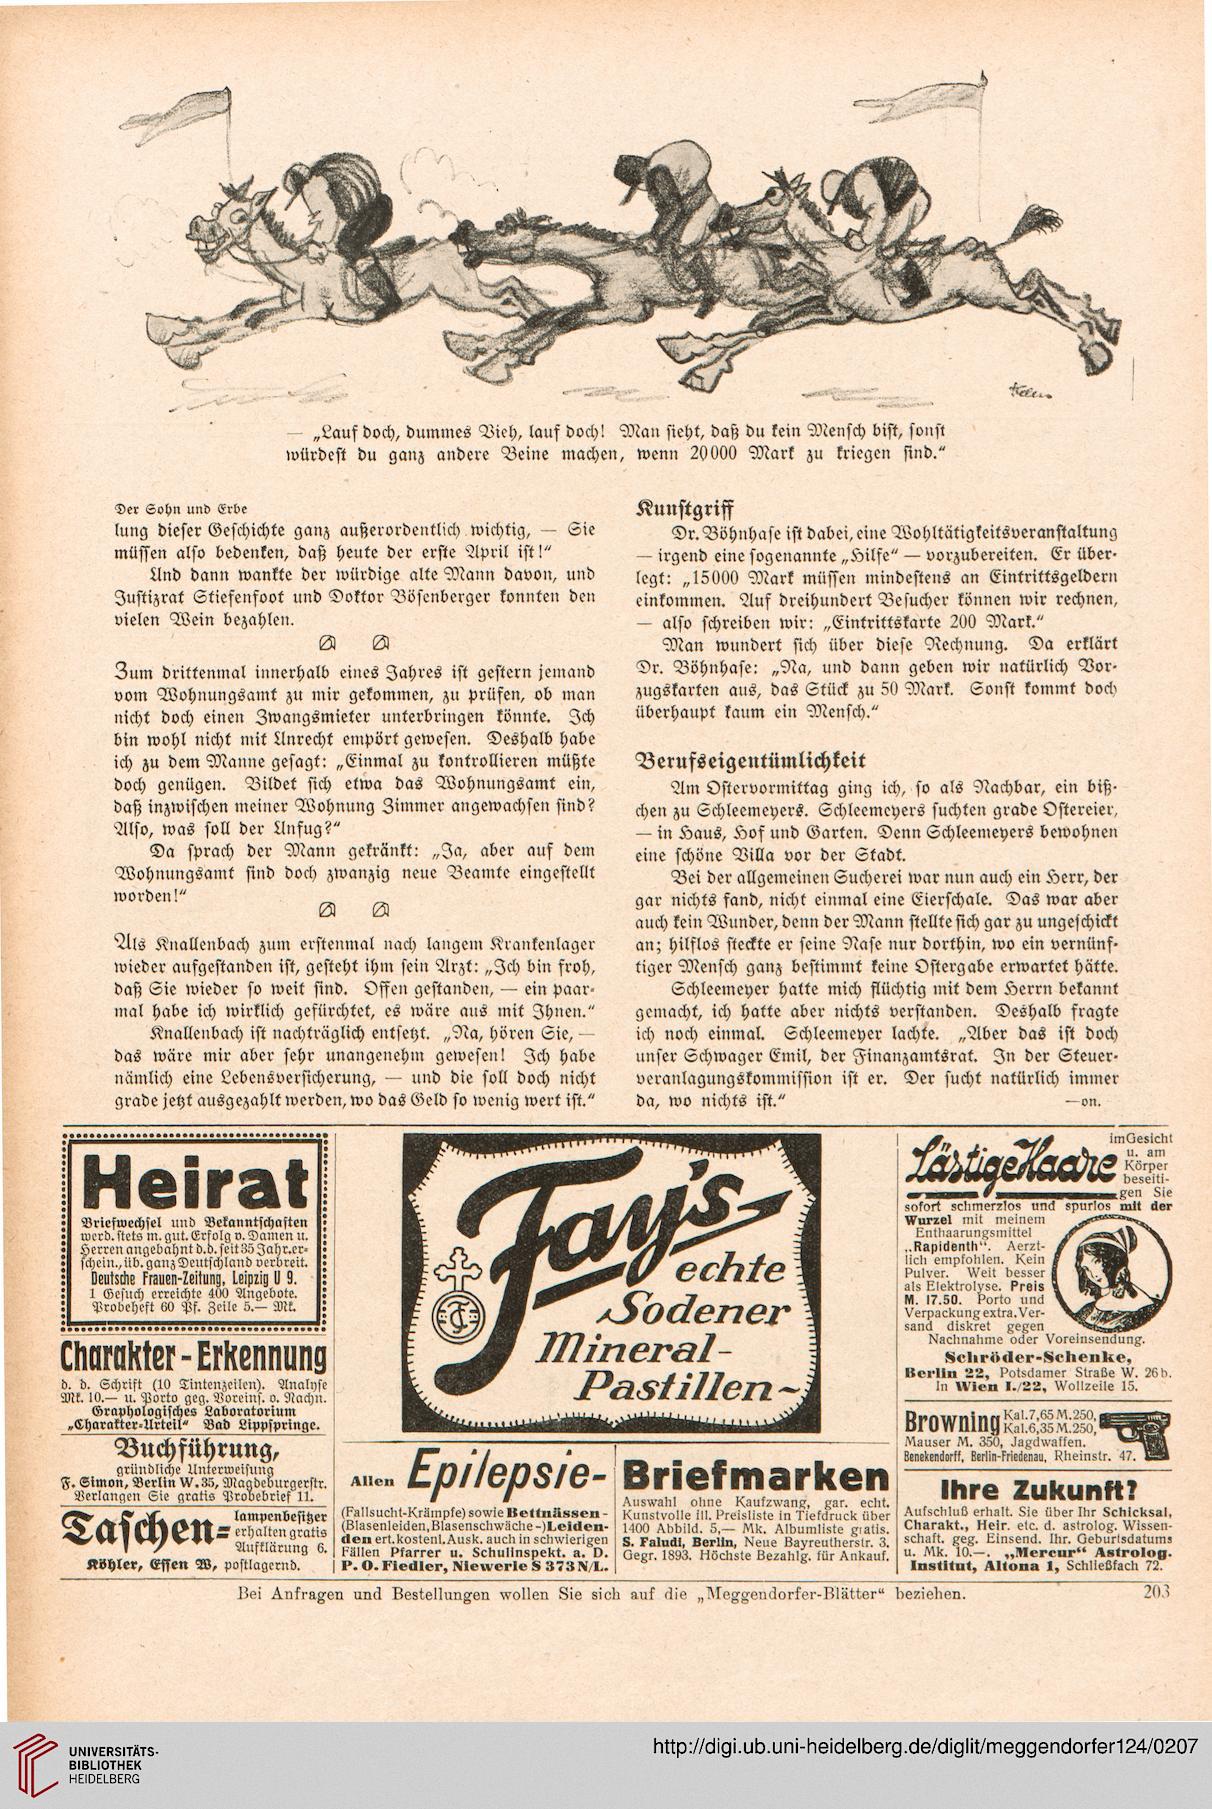 — „Lauf doch, dummes Vieh, lauf doch! Man sieht, daß du kein Mensch bist, sonst
würdest du ganz andere Beine machen, wenn 20000 Mark zu kriegen sind.“
Der Sohn und Erbe
lung dieser Geschichte ganz außerordentlich wichtig, — Sie
müssen also bedenken, daß heute der erste April ist!“
Und dann wankte der würdige alte Mann davon, und
Justizrat Stiefenfoot und Doktor Bösenberger konnten den
vielen Wein bezahlen.
Zum drittenmal innerhalb eines Jahres ist gestern jemand
vom Wohnungsamt zu mir gekommen, zu prüfen, ob man
nicht doch einen Zwangsmieter unterbringen könnte. Ich
bin wohl nicht mit Unrecht empört gewesen. Deshalb habe
ich zu dem Manne gesagt: „Einmal zu kontrollieren müßte
doch genügen. Bildet sich etwa das Wohnungsamt ein,
daß inzwischen meiner Wohnung Zimmer angewachsen sind?
Also, was soll der Unfug?“
Da sprach der Mann gekränkt: „Ja, aber auf dem
Wohnungsamt sind doch zwanzig neue Beamte eingestellt
worden!“
Als Knallenbach zum erstenmal nach langem Krankenlager
wieder aufgestanden ist, gesteht ihm sein Arzt: „Ich bin froh,
daß Sie wieder so weit sind. Offen gestanden, — ein paar-
mal habe ich wirklich gefürchtet, es wäre aus mit Ihnen.“
Knallenbach ist nachträglich entsetzt. „Na, hören Sie, —
das wäre mir aber sehr unangenehm gewesen! Ich habe
nämlich eine Lebensversicherung, — und die soll doch nicht
grade jetzt ausgezahlt werden, wo das Geld so wenig wert ist.“
Kunstgriff
Dr. Böhnhase ist dabei, eine Wohltätigkeitsveranstaltung
— irgend eine sogenannte „Hilfe“ — vorzubereiten. Er über-
legt: „15000 Mark müssen mindestens an Eintrittsgeldern
einkommen. Auf dreihundert Besucher können wir rechnen,
— also schreiben wir: „Eintrittskarte 200 Mark.“
Man wundert sich über diese Rechnung. Da erklärt
Dr. Böhnhase: „Na, und dann geben wir natürlich Vor-
zugskarten aus, das Stück zu 50 Mark. Sonst kommt doch
überhaupt kaum ein Mensch.“
Berufseigentümlichkeit
Am Ostervormittag ging ich, so als Nachbar, ein biß-
chen zu Schleemeyers. Schleemeyers suchten grade Ostereier,
— in Haus, Hof und Garten. Denn Schleemeyers bewohnen
eine schöne Villa vor der Stadt.
Bei der allgemeinen Sucherei war nun auch ein Herr, der
gar nichts fand, nicht einmal eine Eierschale. Das war aber
auch kein Wunder, denn der Mann stellte sich gar zu ungeschickt
an; hilflos steckte er seine Nase nur dorthin, wo ein vernünf-
tiger Mensch ganz bestimmt keine Ostergabe erwartet hätte.
Schleemeyer hatte mich flüchtig mit dem Herrn bekannt
gemacht, ich hatte aber nichts verstanden. Deshalb fragte
ich noch einmal. Schleemeyer lachte. „Aber das ist doch
unser Schwager Emil, der Finanzamtsrat. In der Steuer-
veranlagungskommission ist er. Der sucht natürlich immer
da, wo nichts ist.“ —on.
Heirat
Briefwechsel und Bekanntschaften
werd. stets m. gut. Erfolg v. Damen u.
Herren angebahnt d. d. seit 35 Jahr. er-
schein., üb. ganz Deutschland verbreit.
Deutsche Frauen-Zeitung, Leipzig U 9.
1 Gesuch erreichte 400 Angebote.
Probeheft 60 Pf. Zeile 5.— Mk.
Charakter-Erkennung
d. d. Schrift (10 Tintenzeilen). Analyse
Mk. 10.— u. Porto geg. Voreins. o. Nachn.
Graphologisches Laboratorium
„Charakter-Urteil“ Bad Lippspringe.
Buchführung,
gründliche Unterweisung
F. Simon, Berlin W. 35, Magdeburgerstr.
Verlangen Sie gratis Probebrief 11.
Taschen-
lampenbesitzer
erhalten gratis
Aufklärung 6.
Köhler, Essen W, postlagernd.
Fay's
echte
Sodener
Mineral-
Pastillen
Allen Epilepsie-
(Fallsucht-Krämpfe) sowie Bettnässen-
(Blasenleiden, Blasenschwäche-) Leiden-
den ert. kostenl. Ausk. auch in schwierigen
Fällen Pfarrer u. Schulinspekt. a. D.
P. O. Fiedler, Niewerle S 373 N/L.
Briefmarken
Auswahl ohne Kaufzwang, gar. echt.
Kunstvolle ill. Preisliste in Tiefdruck über
1400 Abbild. 5,— Mk. Albumliste gratis.
S. Faludi, Berlin, Neue Bayreutherstr. 3.
Gegr. 1893. Höchste Bezahlg. für Ankauf.
Lästige Haare
im Gesicht
u. am
Körper
beseiti-
gen Sie
sofort schmerzlos und spurlos mit der
Wurzel mit meinem
Enthaarungsmittel
„Rapidenth“. Aerzt-
lich empfohlen. Kein
Pulver. Weit besser
als Elektrolyse. Preis
M. 17.50. Porto und
Verpackung extra. Ver-
sand diskret gegen
Nachnahme oder Voreinsendung.
Schröder-Schenke,
Berlin 22, Potsdamer Straße W. 26b.
In Wien I./22, Wollzeile 15.
Browning Kal. 7,65 M. 250,
Kal. 6,35 M. 250,
Mauser M. 350, Jagdwaffen.
Benekendorff, Berlin-Friedenau, Rheinstr. 47.
Ihre Zukunft?
Aufschluß erhalt. Sie über Ihr Schicksal,
Charakt., Heir. etc. d. astrolog. Wissen-
schaft. geg. Einsend. Ihr. Geburtsdatums
u. Mk. 10.—. „Mercur“ Astrolog.
Institut, Altona 1, Schließfach 72.
Bei Anfragen und Bestellungen wollen Sie sich auf die „Meggendorfer-Blätter“ beziehen.
203
UNIVERSITÄTS-
BIBLIOTHEK
HEIDELBERG
http://digi.ub.uni-heidelberg.de/diglit/meggendorfer124/0207